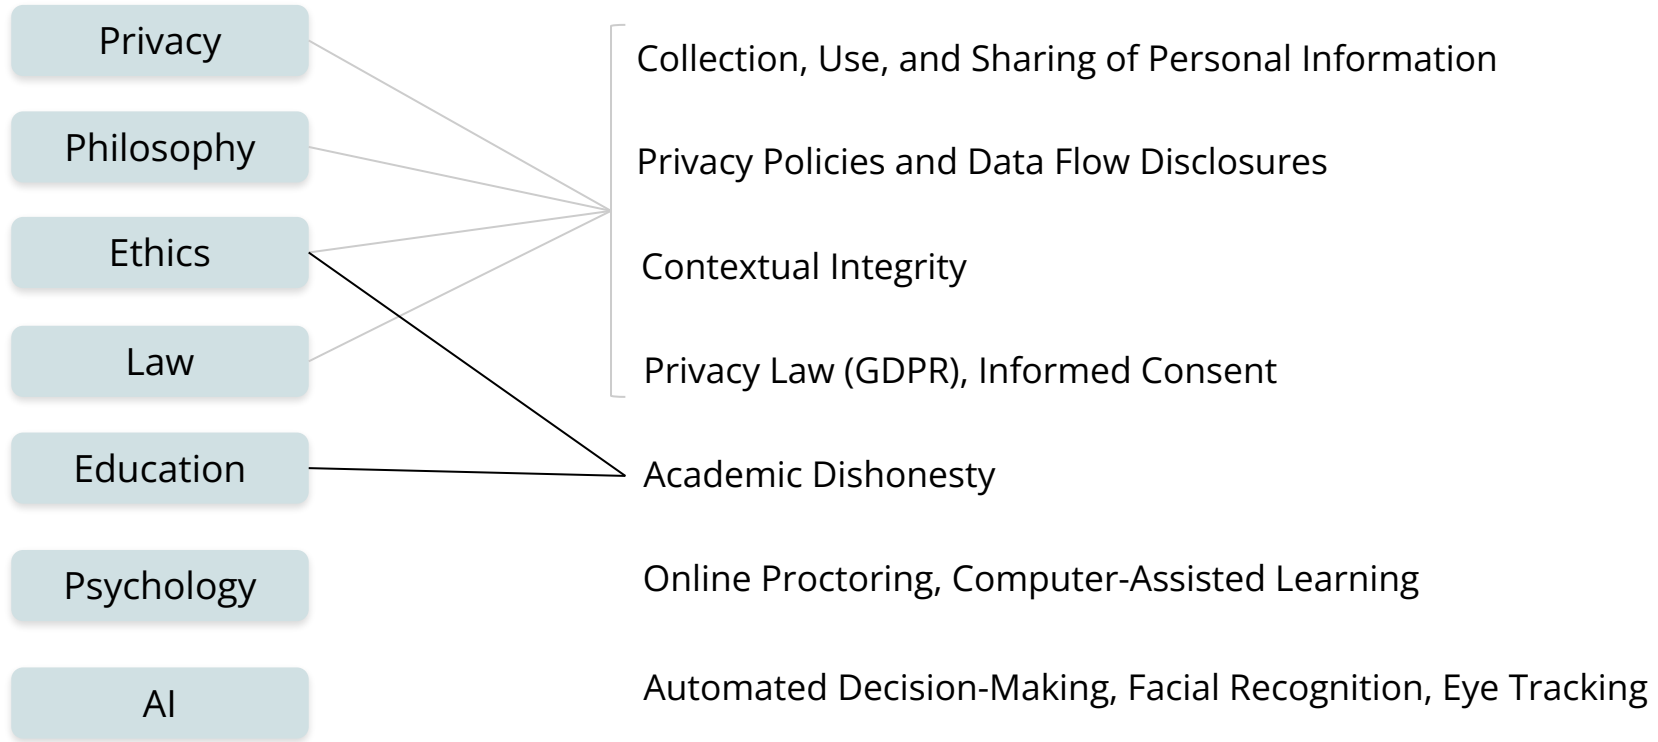 Privacy
Philosophy
Ethics
Law
Education
Psychology
AI
Collection, Use, and Sharing of Personal Information
Privacy Policies and Data Flow Disclosures
Contextual Integrity
Privacy Law (GDPR), Informed Consent
Academic Dishonesty
Online Proctoring, Computer-Assisted Learning
Automated Decision-Making, Facial Recognition, Eye Tracking